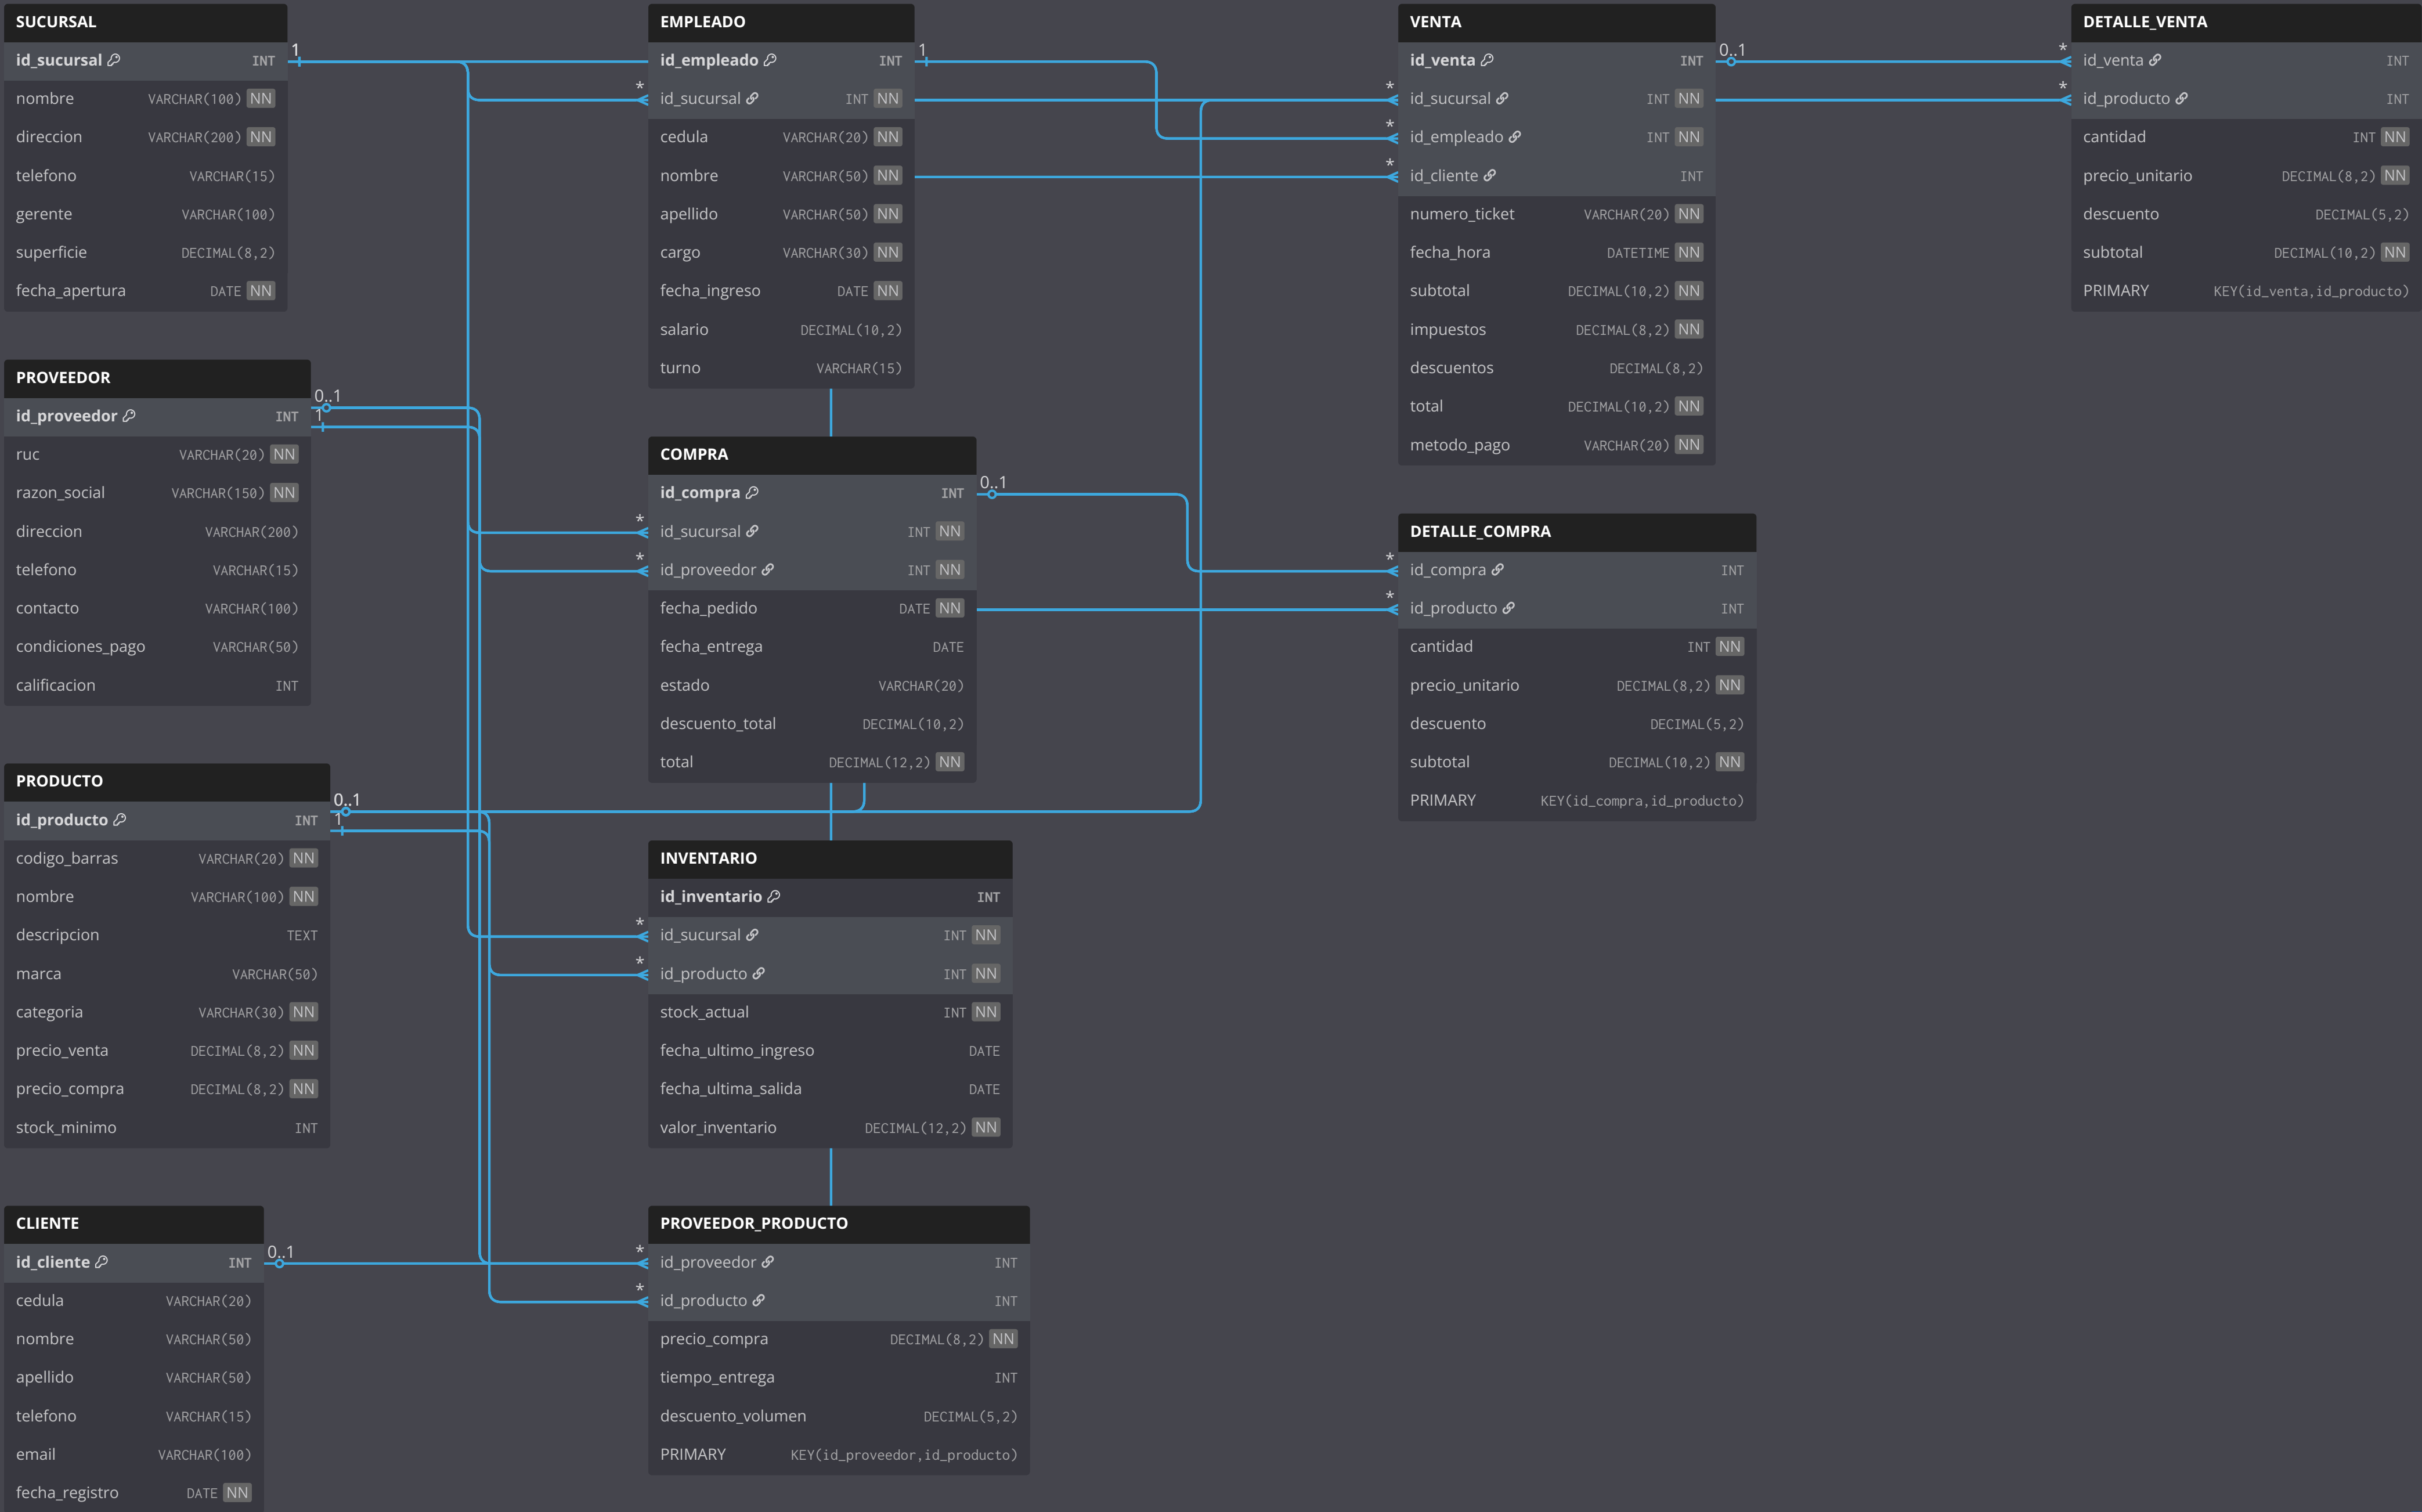 SUCURSAL
id_sucursal INT
nombre VARCHAR(100) NN
direccion VARCHAR(200) NN
telefono VARCHAR(15)
gerente VARCHAR(100)
superficie DECIMAL(8,2)
fecha_apertura DATE NN
1
PROVEEDOR
id_proveedor INT
ruc VARCHAR(20) NN
razon_social VARCHAR(150) NN
direccion VARCHAR(200)
telefono VARCHAR(15)
contacto VARCHAR(100)
condiciones_pago VARCHAR(50)
calificacion INT
0..1
1
PRODUCTO
id_producto INT
codigo_barras VARCHAR(20) NN
nombre VARCHAR(100) NN
descripcion TEXT
marca VARCHAR(50)
categoria VARCHAR(30) NN
precio_venta DECIMAL(8,2) NN
precio_compra DECIMAL(8,2) NN
stock_minimo INT
0..1
1
CLIENTE
id_cliente INT
cedula VARCHAR(20)
nombre VARCHAR(50)
apellido VARCHAR(50)
telefono VARCHAR(15)
email VARCHAR(100)
fecha_registro DATE NN
0..1
EMPLEADO
id_empleado INT
* id_sucursal INT NN
cedula VARCHAR(20) NN
nombre VARCHAR(50) NN
apellido VARCHAR(50) NN
cargo VARCHAR(30) NN
fecha_ingreso DATE NN
salario DECIMAL(10,2)
turno VARCHAR(15)
1
COMPRA
id_compra INT
* id_sucursal INT NN
* id_proveedor INT NN
fecha_pedido DATE NN
fecha_entrega DATE
estado VARCHAR(20)
descuento_total DECIMAL(10,2)
total DECIMAL(12,2) NN
0..1
INVENTARIO
id_inventario INT
* id_sucursal INT NN
* id_producto INT NN
stock_actual INT NN
fecha_ultimo_ingreso DATE
fecha_ultima_salida DATE
valor_inventario DECIMAL(12,2) NN
PROVEEDOR_PRODUCTO
* id_proveedor INT
* id_producto INT
precio_compra DECIMAL(8,2) NN
tiempo_entrega INT
descuento_volumen DECIMAL(5,2)
PRIMARY KEY(id_proveedor,id_producto)
VENTA
id_venta INT
* id_sucursal INT NN
* id_empleado INT NN
* id_cliente INT
numero_ticket VARCHAR(20) NN
fecha_hora DATETIME NN
subtotal DECIMAL(10,2) NN
impuestos DECIMAL(8,2) NN
descuentos DECIMAL(8,2)
total DECIMAL(10,2) NN
metodo_pago VARCHAR(20) NN
0..1
DETALLE_COMPRA
* id_compra INT
* id_producto INT
cantidad INT NN
precio_unitario DECIMAL(8,2) NN
descuento DECIMAL(5,2)
subtotal DECIMAL(10,2) NN
PRIMARY KEY(id_compra,id_producto)
DETALLE_VENTA
* id_venta INT
* id_producto INT
cantidad INT NN
precio_unitario DECIMAL(8,2) NN
descuento DECIMAL(5,2)
subtotal DECIMAL(10,2) NN
PRIMARY KEY(id_venta,id_producto)